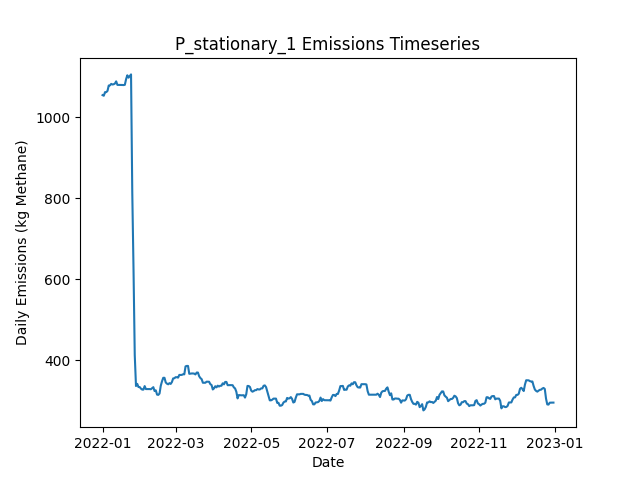 P_stationary_1 Emissions Timeseries
Daily Emissions (kg Methane)
1000
800
600
400
2022-01 2022-03 2022-05 2022-07 2022-09 2022-11 2023-01
Date